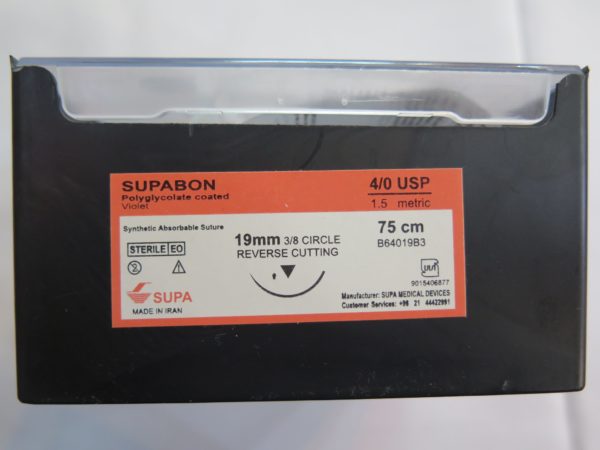 SUPABON
Polyglycolate coated
Violet
4/0 USP
1.5 metric
Synthetic Absorbable Suture
75 cm
B64019B3
STERILE EO
19mm 3/8 CIRCLE
REVERSE CUTTING
SUPA
MADE IN IRAN
9015406877
Manufacturer: SUPA MEDICAL DEVICES
Customer Services: +98 21 44422991